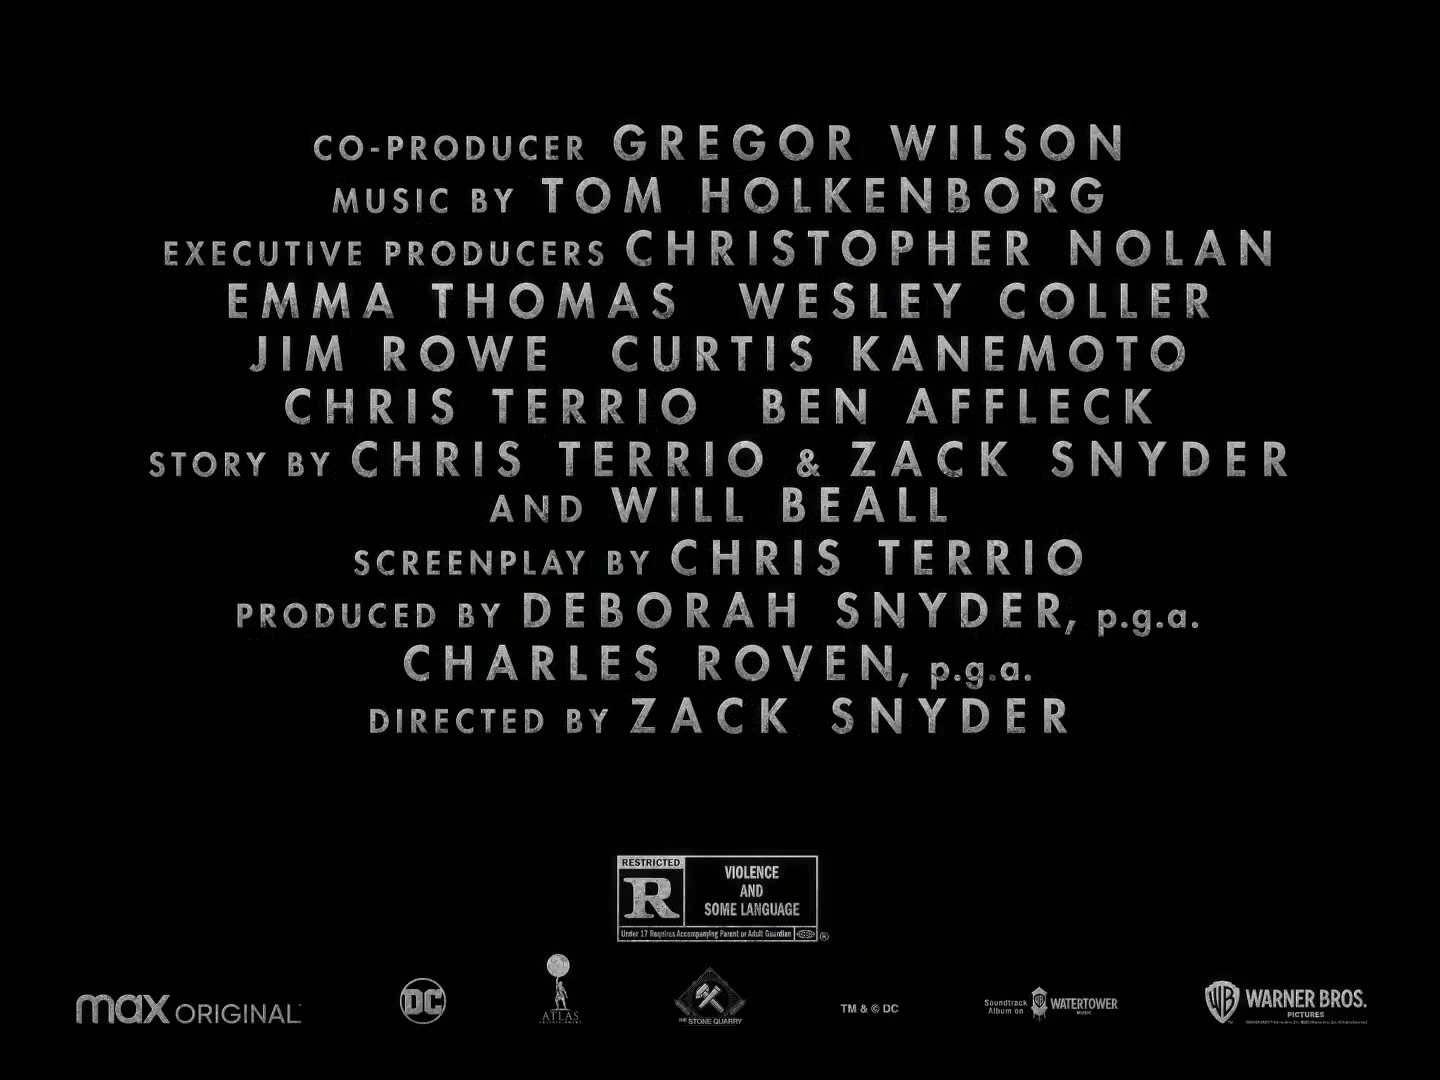 CO-PRODUCER GREGOR WILSON
MUSIC BY TOM HOLKENBORG
EXECUTIVE PRODUCERS CHRISTOPHER NOLAN
EMMA THOMAS WESLEY COLLER
JIM ROWE CURTIS KANEMOTO
CHRIS TERRIO BEN AFFLECK
STORY BY CHRIS TERRIO & ZACK SNYDER
AND WILL BEALL
SCREENPLAY BY CHRIS TERRIO
PRODUCED BY DEBORAH SNYDER, p.g.a.
CHARLES ROVEN, p.g.a.
DIRECTED BY ZACK SNYDER
RESTRICTED
R
VIOLENCE
AND
SOME LANGUAGE
Under 17 Requires Accompanying Parent or Adult Guardian ®
max ORIGINAL
DC
ATLAS
THE STONE QUARRY
TM & © DC
Soundtrack
Album on
WATERTOWER
MUSIC
WB WARNER BROS.
PICTURES